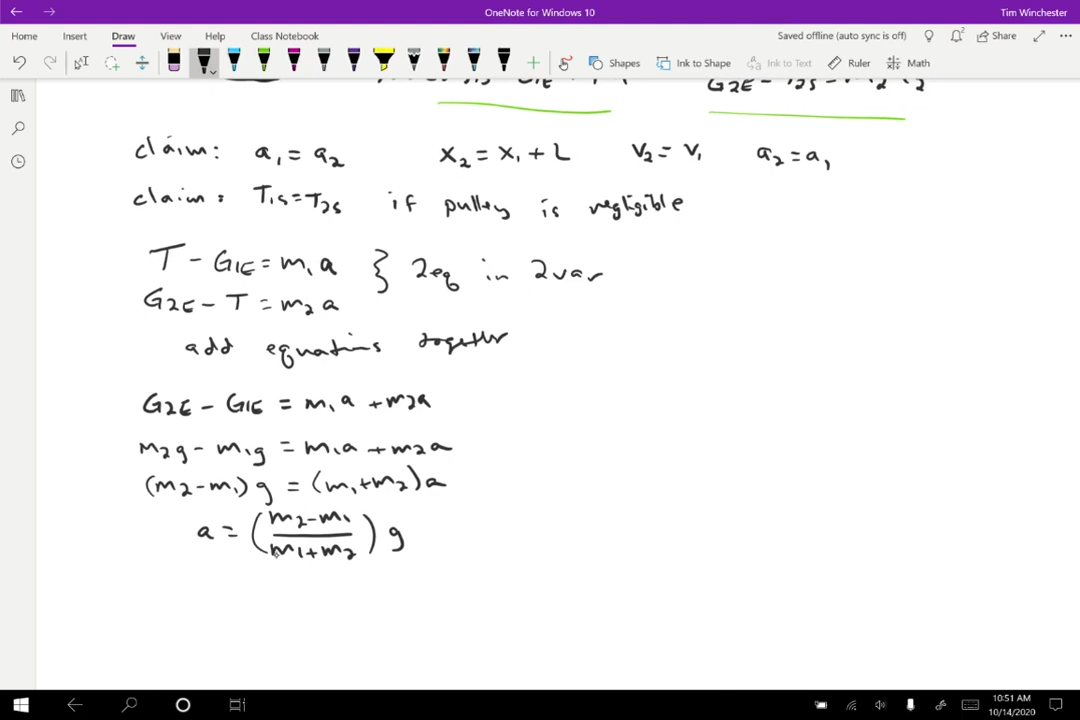 OneNote for Windows 10
Tim Winchester
Home Insert Draw View Help Class Notebook
Saved offline (auto sync is off) Share
Shapes Ink to Shape Ink to Text Ruler Math
claim: a₁ = a₂ x₂ = x₁ + L v₂ = v₁ a₂ = a₁
claim: T₁s = T₂s if pulley is negligible
T - G1E = m₁a } 2eq in 2var
G2E - T = m₂a
add equations together
G2E - G1E = m₁a + m₂a
m₂g - m₁g = m₁a + m₂a
(m₂ - m₁) g = (m₁ + m₂) a
a = (m₂ - m₁ / m₁ + m₂) g
10:51 AM
10/14/2020